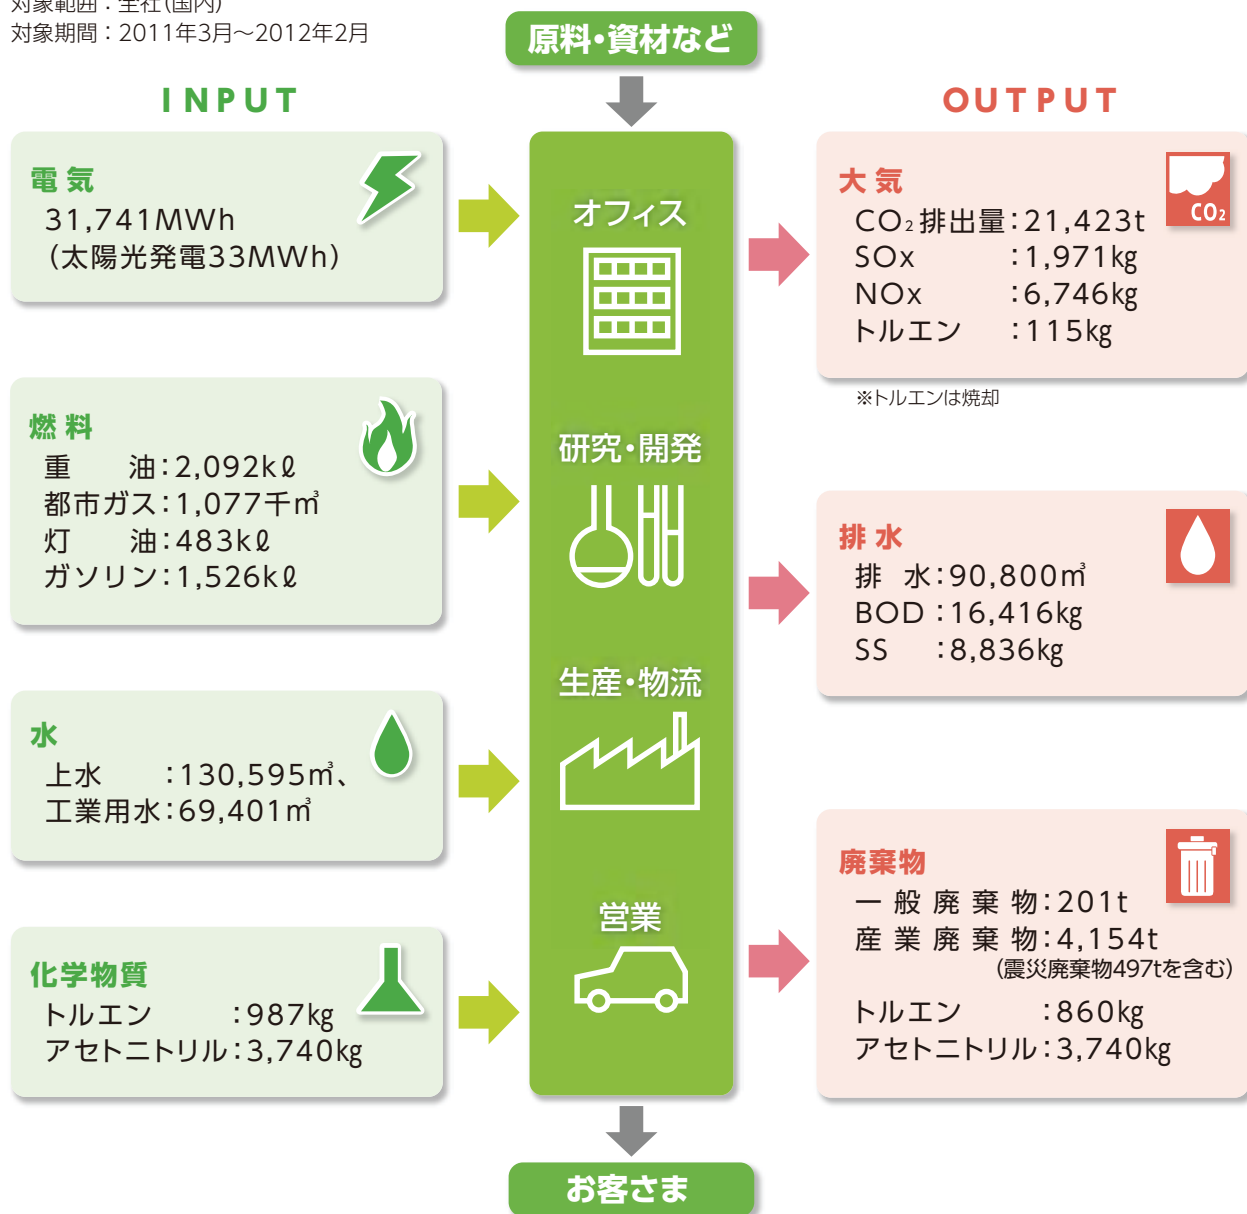 対象範囲：全社(国内)
対象期間：2011年3月～2012年2月
原料・資材など
INPUT
電気
31,741MWh
(太陽光発電33MWh)
燃料
重　　油：2,092kℓ
都市ガス：1,077千㎥
灯　　油：483kℓ
ガソリン：1,526kℓ
水
上水　　：130,595㎥、
工業用水：69,401㎥
化学物質
トルエン　　：987kg
アセトニトリル：3,740kg
オフィス
研究・開発
生産・物流
営業
お客さま
OUTPUT
大気
CO₂
CO₂排出量：21,423t
SOx　　：1,971kg
NOx　　：6,746kg
トルエン　：115kg
※トルエンは焼却
排水
排　水：90,800㎥
BOD：16,416kg
SS　：8,836kg
廃棄物
一般廃棄物：201t
産業廃棄物：4,154t
(震災廃棄物497tを含む)
トルエン　　：860kg
アセトニトリル：3,740kg